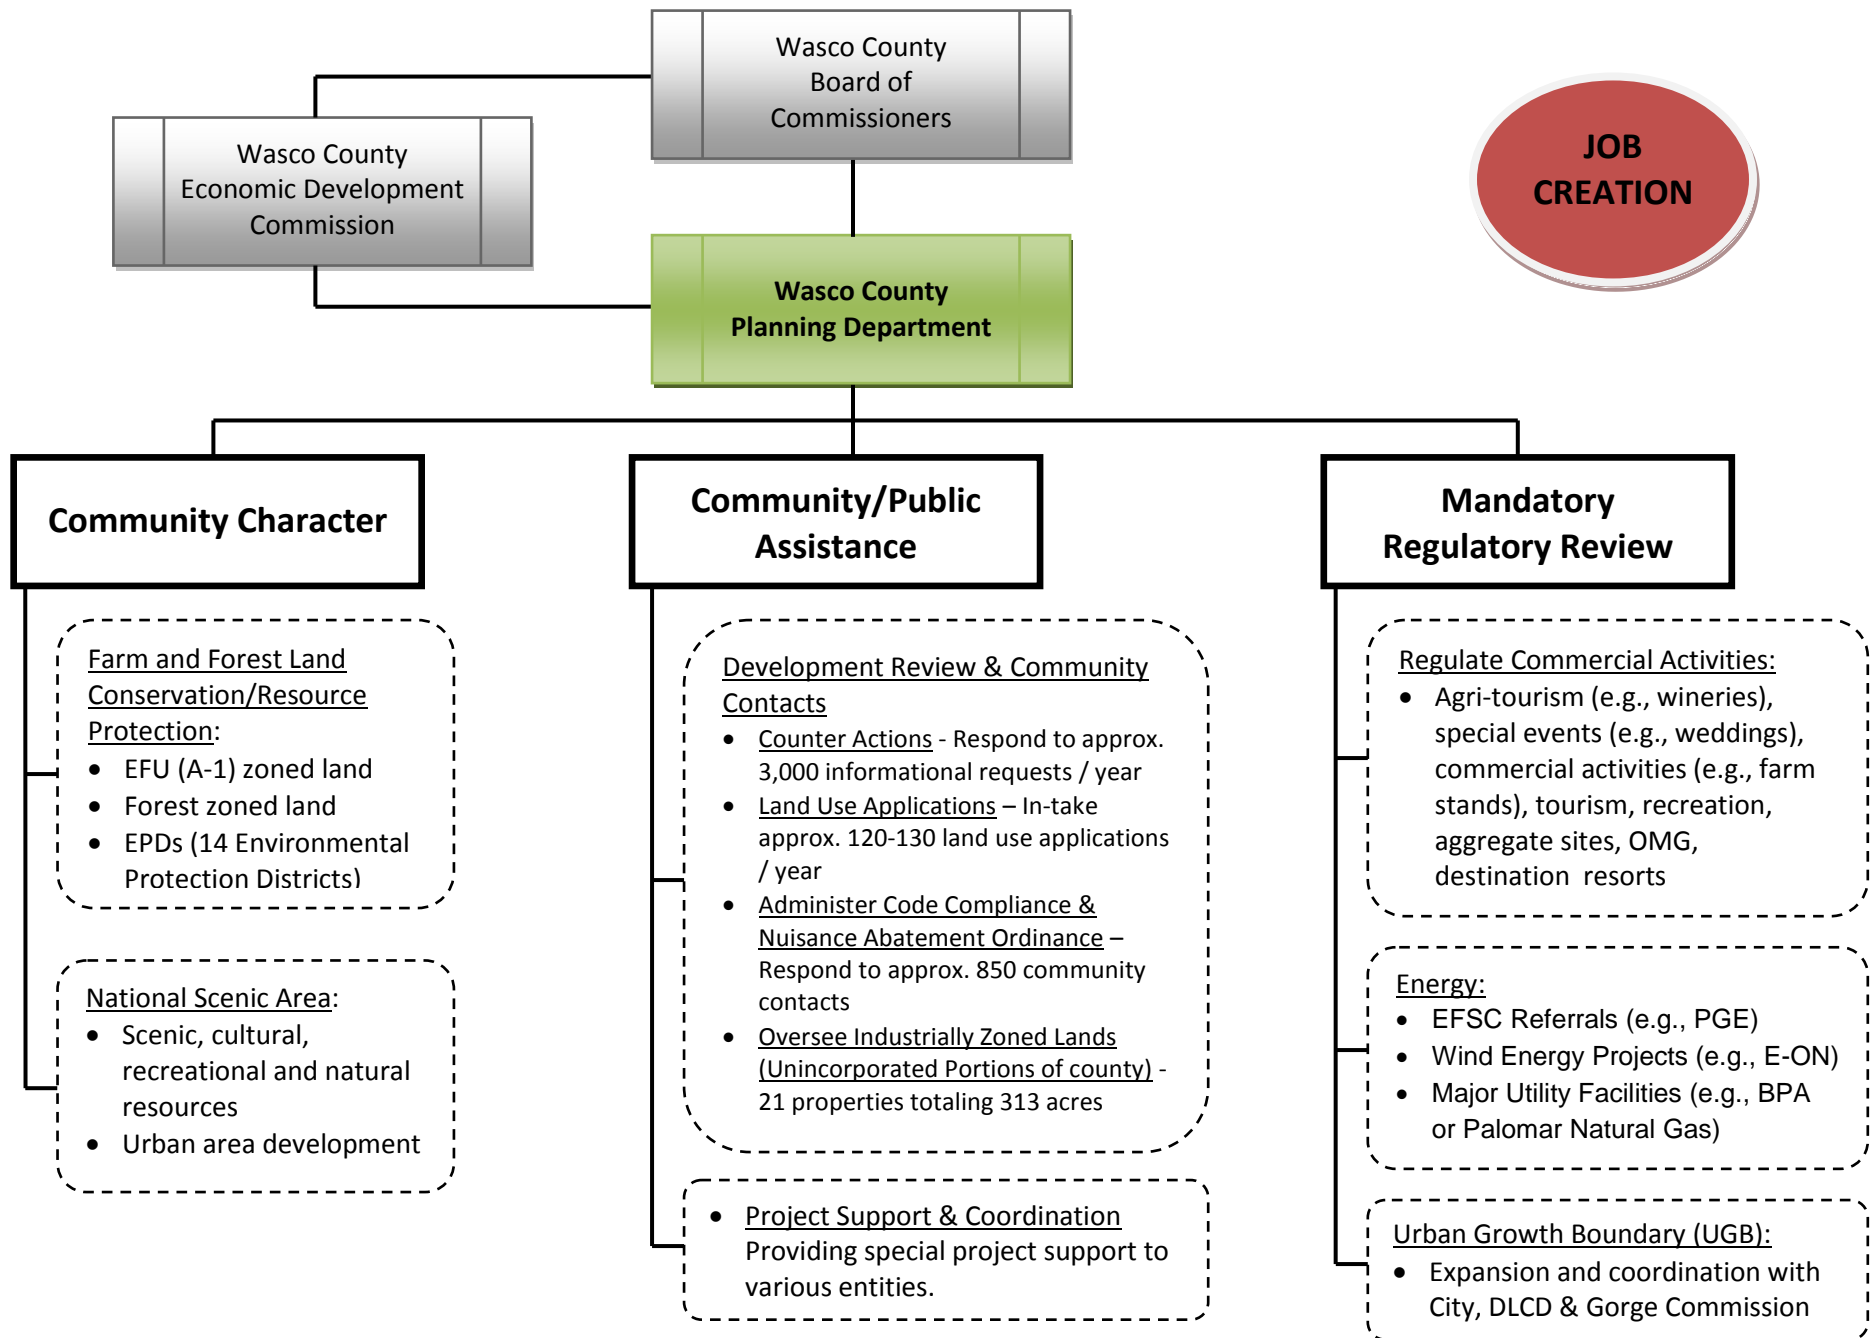 Wasco County
Board of
Commissioners
JOB
CREATION
Wasco County
Economic Development
Commission
Wasco County
Planning Department
Community Character
Farm and Forest Land
Conservation/Resource
Protection:
• EFU (A-1) zoned land
• Forest zoned land
• EPDs (14 Environmental
Protection Districts)
National Scenic Area:
• Scenic, cultural,
recreational and natural
resources
• Urban area development
Community/Public
Assistance
Development Review & Community
Contacts
• Counter Actions - Respond to approx.
3,000 informational requests / year
• Land Use Applications – In-take
approx. 120-130 land use applications
/ year
• Administer Code Compliance &
Nuisance Abatement Ordinance –
Respond to approx. 850 community
contacts
• Oversee Industrially Zoned Lands
(Unincorporated Portions of county) -
21 properties totaling 313 acres
• Project Support & Coordination
Providing special project support to
various entities.
Mandatory
Regulatory Review
Regulate Commercial Activities:
• Agri-tourism (e.g., wineries),
special events (e.g., weddings),
commercial activities (e.g., farm
stands), tourism, recreation,
aggregate sites, OMG,
destination  resorts
Energy:
• EFSC Referrals (e.g., PGE)
• Wind Energy Projects (e.g., E-ON)
• Major Utility Facilities (e.g., BPA
or Palomar Natural Gas)
Urban Growth Boundary (UGB):
• Expansion and coordination with
City, DLCD & Gorge Commission